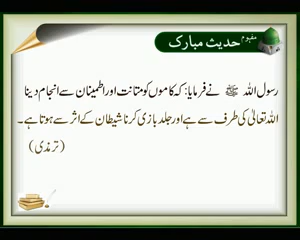 مفہوم حدیث مبارک
رسول اللہ ﷺ نے فرمایا: کہ کاموں کو متانت اور اطمینان سے انجام دینا
اللہ تعالیٰ کی طرف سے ہے اور جلد بازی کرنا شیطان کے اثر سے ہوتا ہے۔
(ترمذی)